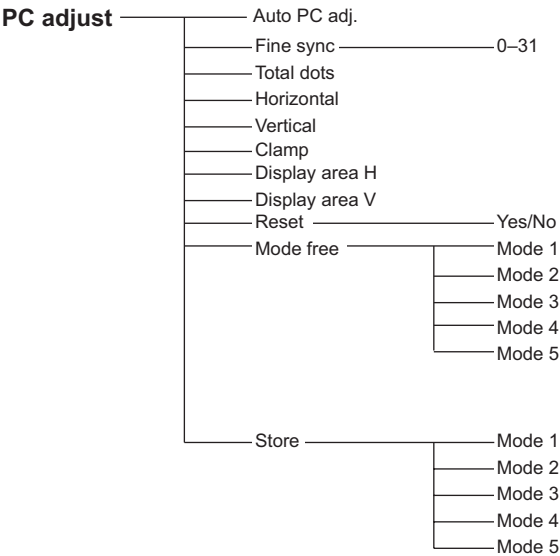 PC adjust Auto PC adj.
Fine sync 0–31
Total dots
Horizontal
Vertical
Clamp
Display area H
Display area V
Reset Yes/No
Mode free Mode 1
Mode 2
Mode 3
Mode 4
Mode 5
Store Mode 1
Mode 2
Mode 3
Mode 4
Mode 5